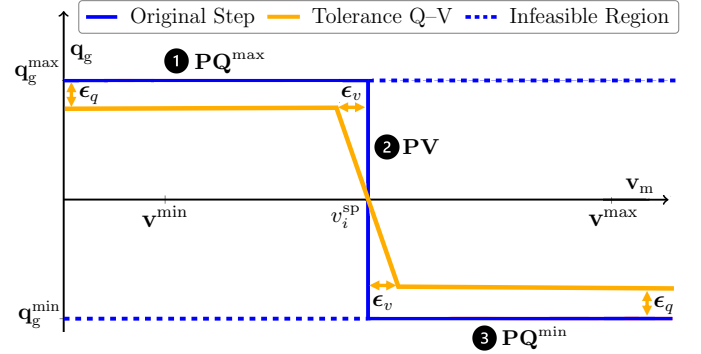 Original Step Tolerance Q–V Infeasible Region
q_g
1 PQ^max
q_g^max
ϵ_q ϵ_v
2 PV
v_m
v^min v_i^sp v^max
ϵ_v ϵ_q
q_g^min
3 PQ^min